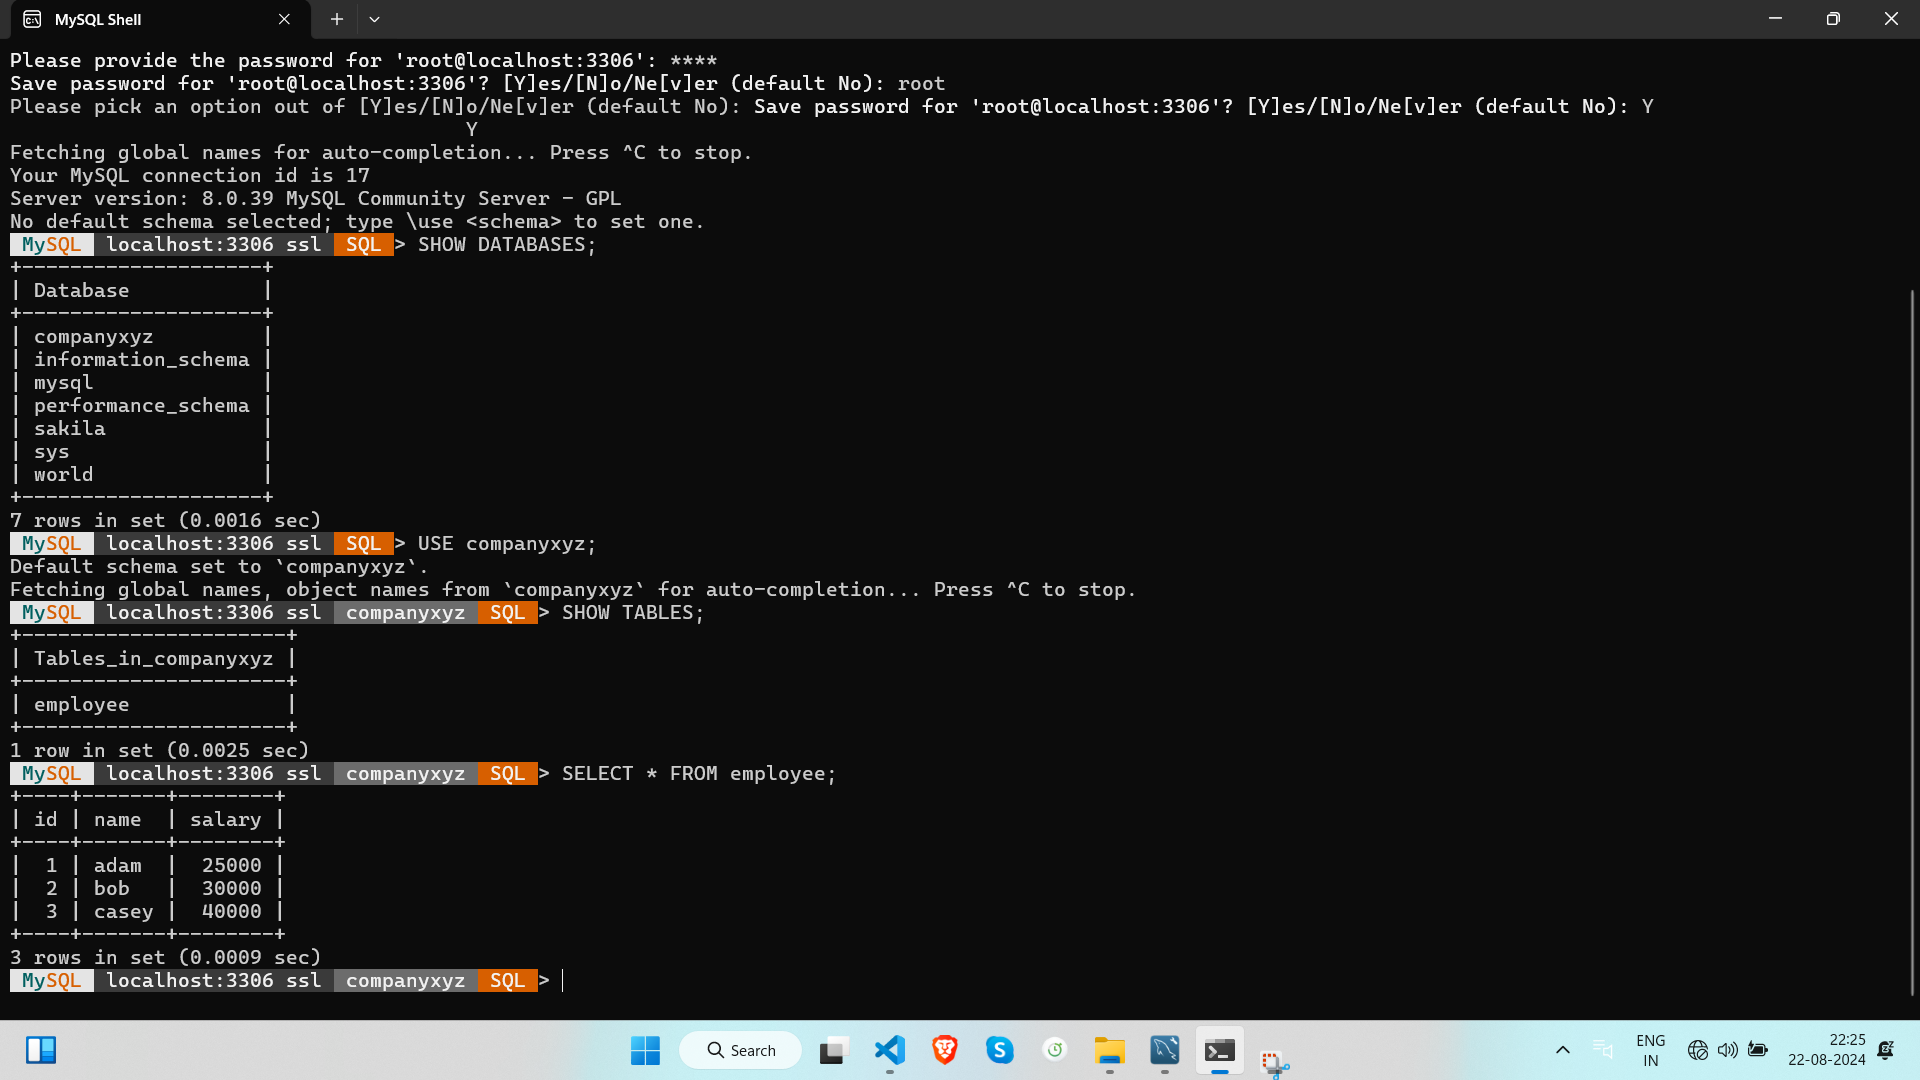 MySQL Shell
Please provide the password for 'root@localhost:3306': ****
Save password for 'root@localhost:3306'? [Y]es/[N]o/Ne[v]er (default No): root
Please pick an option out of [Y]es/[N]o/Ne[v]er (default No): Save password for 'root@localhost:3306'? [Y]es/[N]o/Ne[v]er (default No): Y
Y
Fetching global names for auto-completion... Press ^C to stop.
Your MySQL connection id is 17
Server version: 8.0.39 MySQL Community Server - GPL
No default schema selected; type \use <schema> to set one.
MySQL localhost:3306 ssl SQL > SHOW DATABASES;
+--------------------+
| Database           |
+--------------------+
| companyxyz         |
| information_schema |
| mysql              |
| performance_schema |
| sakila             |
| sys                |
| world              |
+--------------------+
7 rows in set (0.0016 sec)
MySQL localhost:3306 ssl SQL > USE companyxyz;
Default schema set to `companyxyz`.
Fetching global names, object names from `companyxyz` for auto-completion... Press ^C to stop.
MySQL localhost:3306 ssl companyxyz SQL > SHOW TABLES;
+----------------------+
| Tables_in_companyxyz |
+----------------------+
| employee             |
+----------------------+
1 row in set (0.0025 sec)
MySQL localhost:3306 ssl companyxyz SQL > SELECT * FROM employee;
+----+-------+--------+
| id | name  | salary |
+----+-------+--------+
|  1 | adam  |  25000 |
|  2 | bob   |  30000 |
|  3 | casey |  40000 |
+----+-------+--------+
3 rows in set (0.0009 sec)
MySQL localhost:3306 ssl companyxyz SQL >
Search
ENG
IN
22:25
22-08-2024